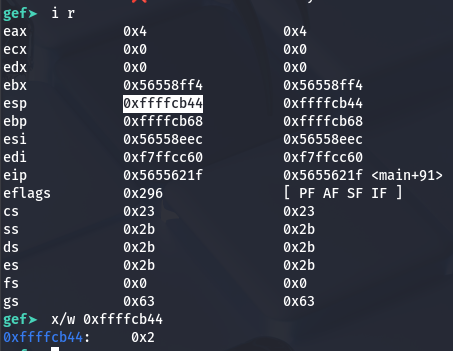 gef➤ i r
eax 0x4 0x4
ecx 0x0 0x0
edx 0x0 0x0
ebx 0x56558ff4 0x56558ff4
esp 0xffffcb44 0xffffcb44
ebp 0xffffcb68 0xffffcb68
esi 0x56558eec 0x56558eec
edi 0xf7ffcc60 0xf7ffcc60
eip 0x5655621f 0x5655621f <main+91>
eflags 0x296 [ PF AF SF IF ]
cs 0x23 0x23
ss 0x2b 0x2b
ds 0x2b 0x2b
es 0x2b 0x2b
fs 0x0 0x0
gs 0x63 0x63
gef➤ x/w 0xffffcb44
0xffffcb44: 0x2